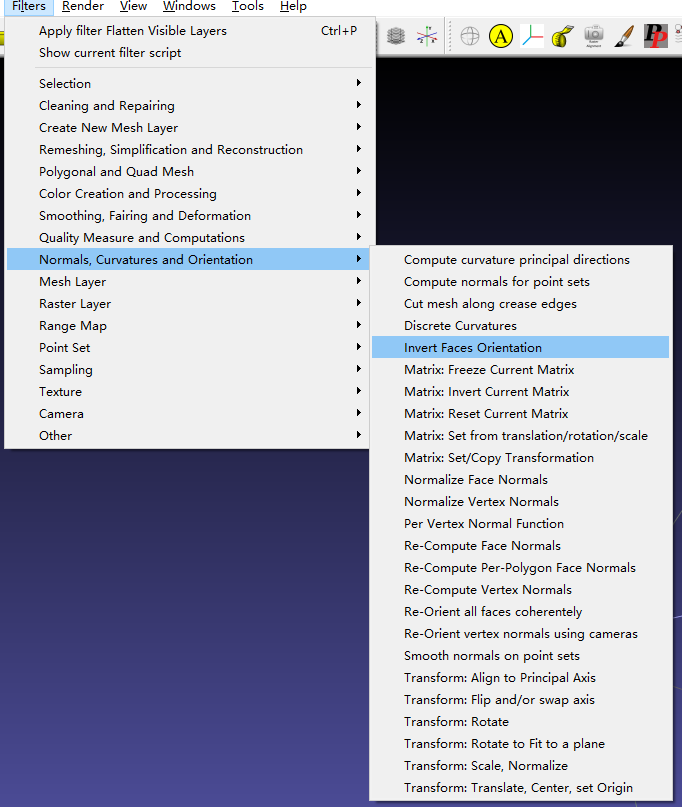 Filters Render View Windows Tools Help
Apply filter Flatten Visible Layers Ctrl+P
Show current filter script
Selection
Cleaning and Repairing
Create New Mesh Layer
Remeshing, Simplification and Reconstruction
Polygonal and Quad Mesh
Color Creation and Processing
Smoothing, Fairing and Deformation
Quality Measure and Computations
Normals, Curvatures and Orientation
Mesh Layer
Raster Layer
Range Map
Point Set
Sampling
Texture
Camera
Other
A
PP
Compute curvature principal directions
Compute normals for point sets
Cut mesh along crease edges
Discrete Curvatures
Invert Faces Orientation
Matrix: Freeze Current Matrix
Matrix: Invert Current Matrix
Matrix: Reset Current Matrix
Matrix: Set from translation/rotation/scale
Matrix: Set/Copy Transformation
Normalize Face Normals
Normalize Vertex Normals
Per Vertex Normal Function
Re-Compute Face Normals
Re-Compute Per-Polygon Face Normals
Re-Compute Vertex Normals
Re-Orient all faces coherentely
Re-Orient vertex normals using cameras
Smooth normals on point sets
Transform: Align to Principal Axis
Transform: Flip and/or swap axis
Transform: Rotate
Transform: Rotate to Fit to a plane
Transform: Scale, Normalize
Transform: Translate, Center, set Origin